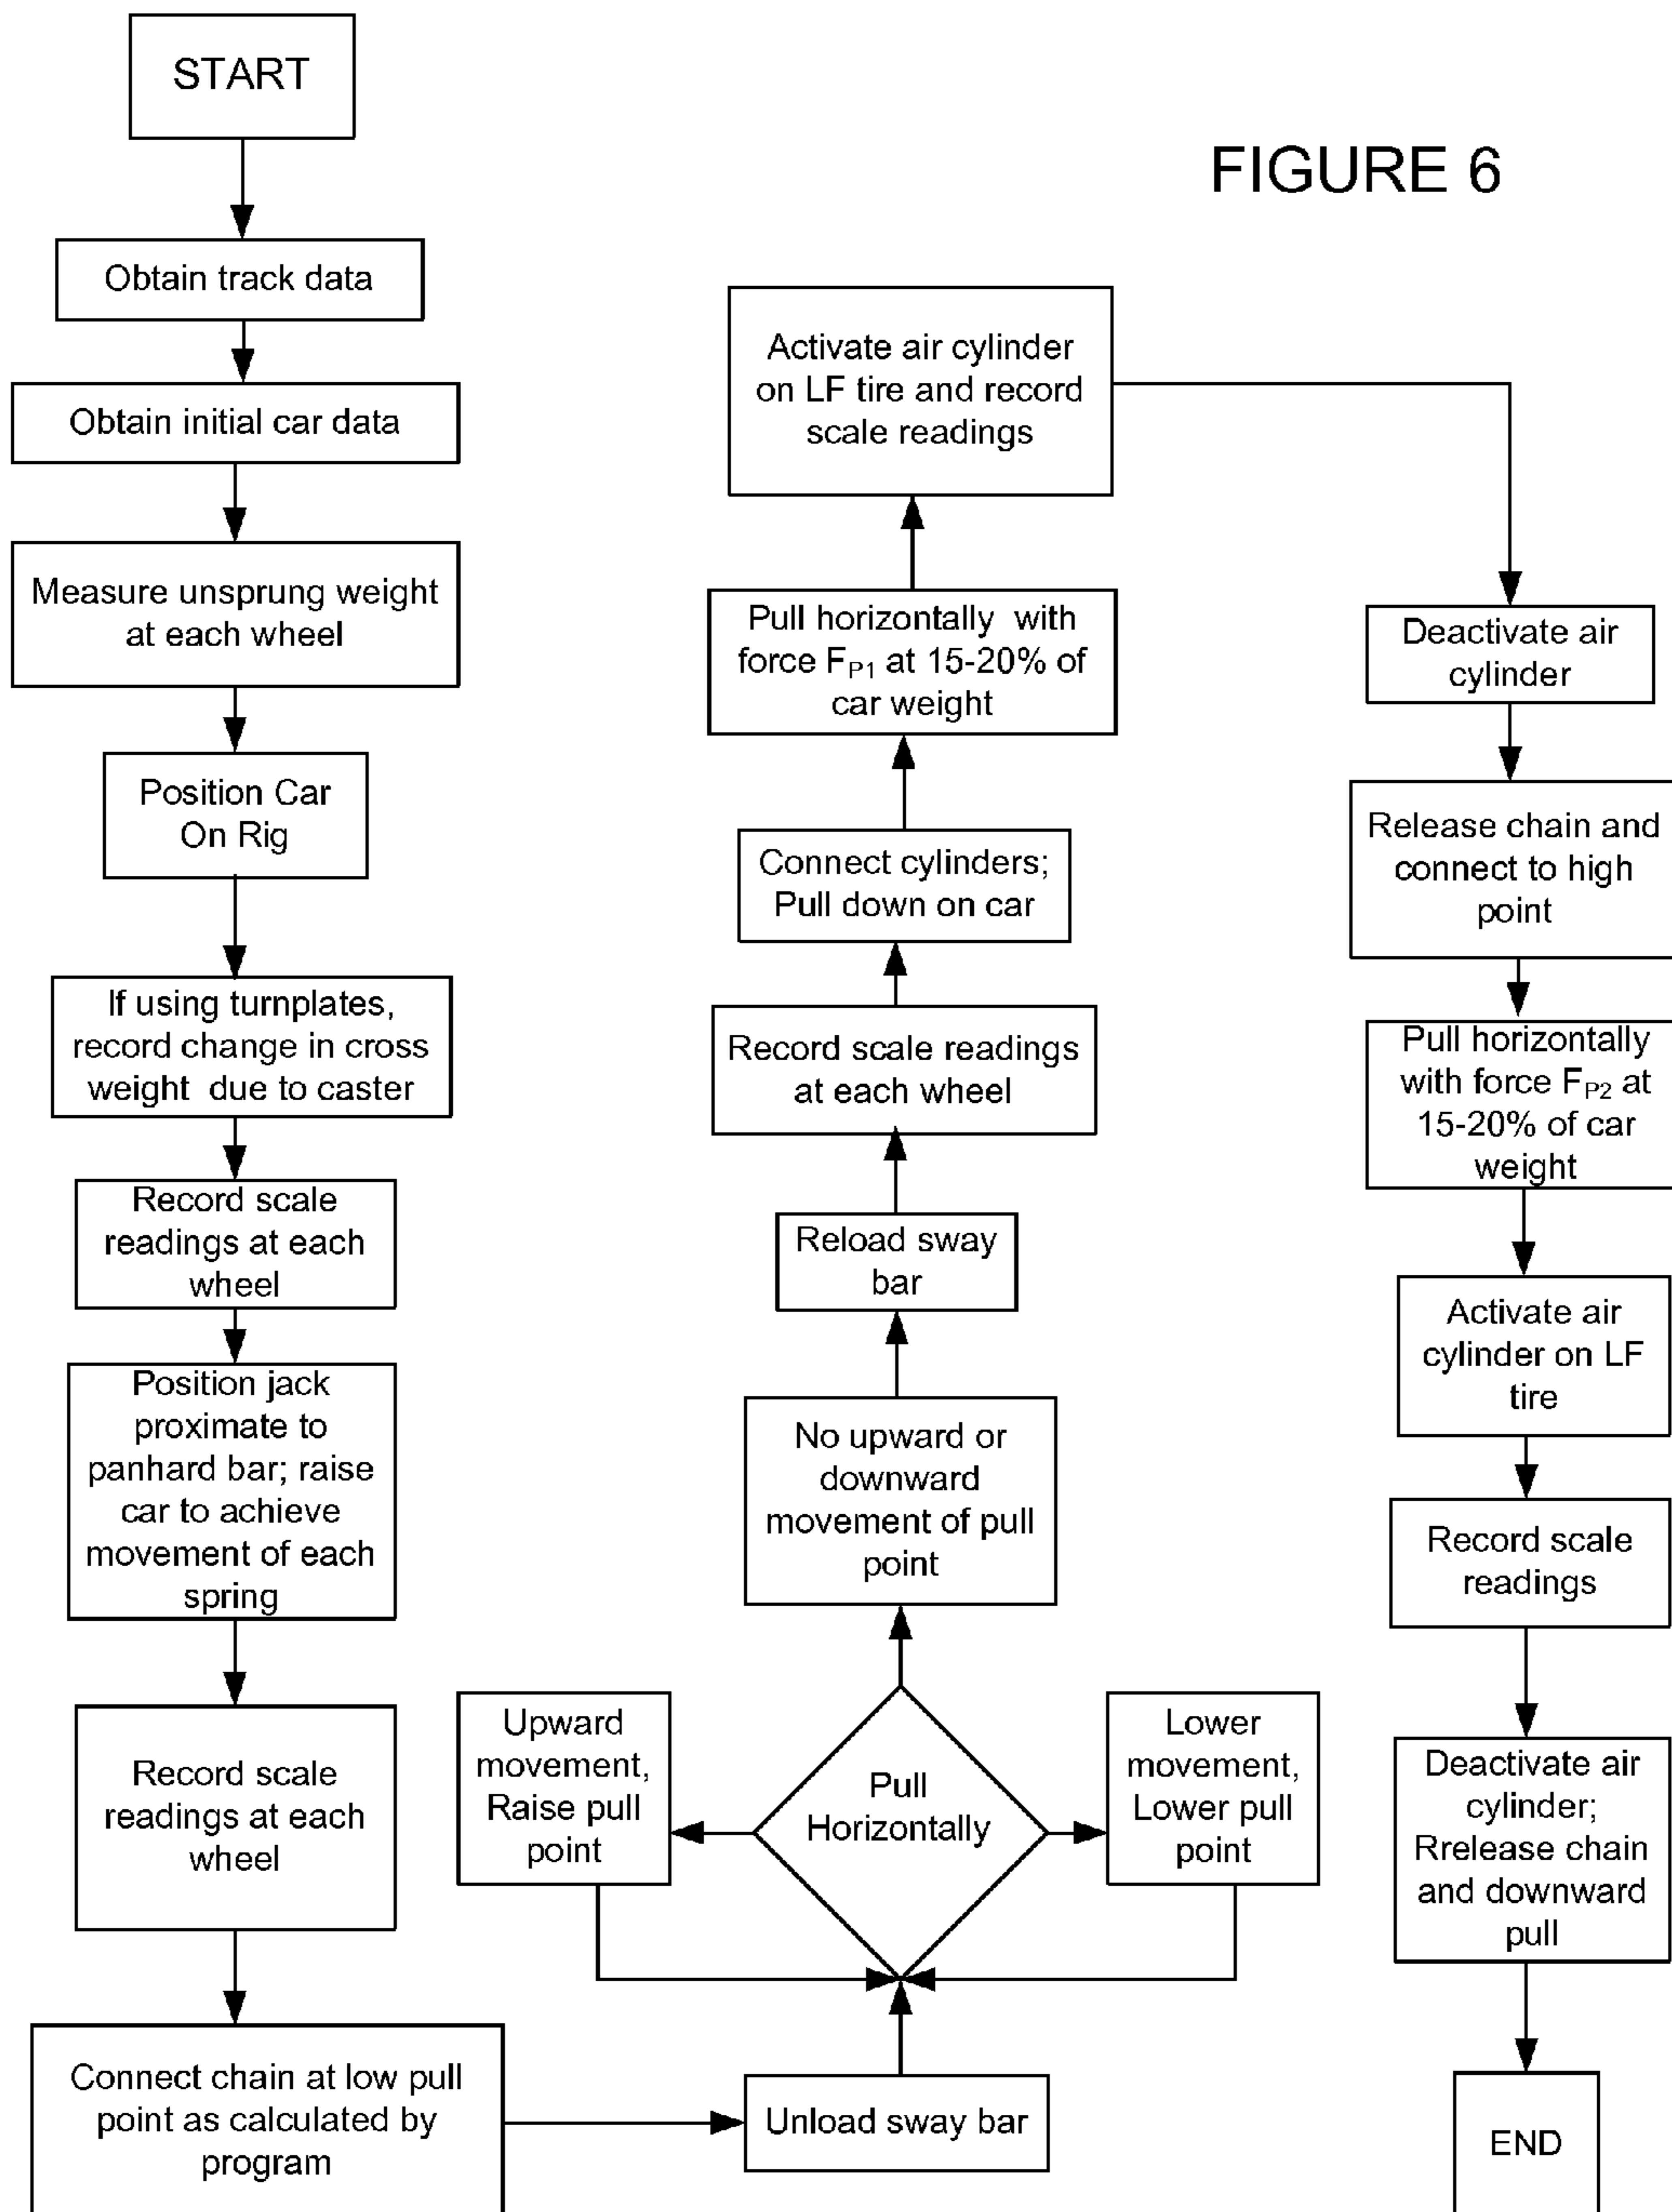 FIGURE 6
START
Obtain track data
Obtain initial car data
Measure unsprung weight
at each wheel
Position Car
On Rig
If using turnplates,
record change in cross
weight due to caster
Record scale
readings at each
wheel
Position jack
proximate to
panhard bar; raise
car to achieve
movement of each
spring
Record scale
readings at each
wheel
Connect chain at low pull
point as calculated by
program
Unload sway bar
Pull
Horizontally
Upward
movement,
Raise pull
point
Lower
movement,
Lower pull
point
No upward or
downward
movement of pull
point
Reload sway
bar
Record scale readings
at each wheel
Connect cylinders;
Pull down on car
Pull horizontally with
force FP1 at 15-20% of
car weight
Activate air cylinder
on LF tire and record
scale readings
Deactivate air
cylinder
Release chain and
connect to high
point
Pull horizontally
with force FP2 at
15-20% of car
weight
Activate air
cylinder on LF
tire
Record scale
readings
Deactivate air
cylinder;
Rrelease chain
and downward
pull
END